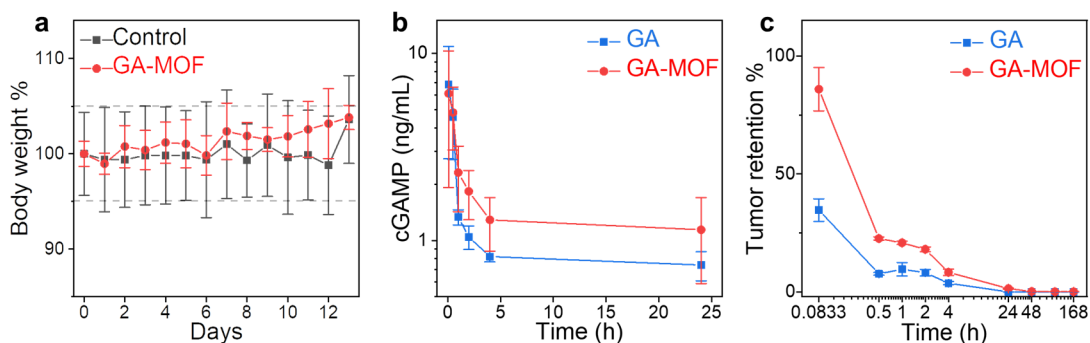 a
Control
GA-MOF
Body weight %
110
100
90
0 2 4 6 8 10 12
Days
b
GA
GA-MOF
cGAMP (ng/mL)
10
1
0 5 10 15 20 25
Time (h)
c
GA
GA-MOF
Tumor retention %
100
50
0
0.0833 0.5 1 2 4 24 48 168
Time (h)